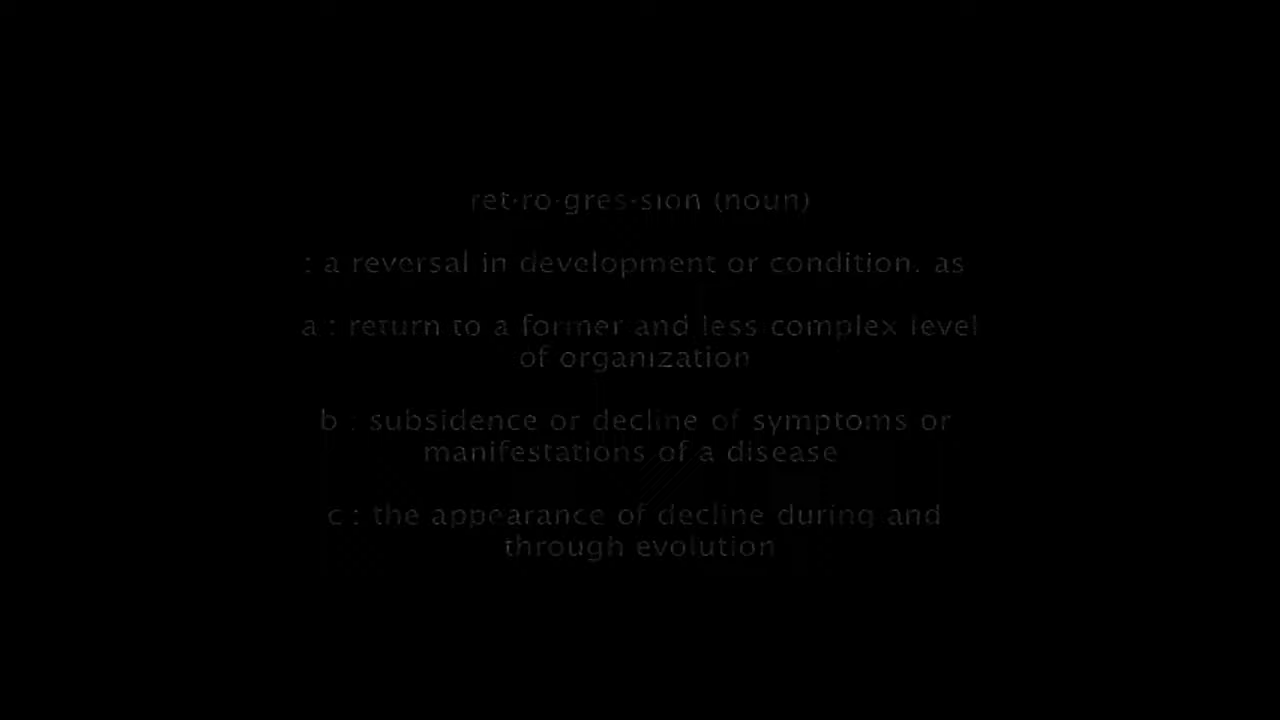 ret·ro·gres·sion (noun)
: a reversal in development or condition. as
a : return to a former and less complex level
of organization
b : subsidence or decline of symptoms or
manifestations of a disease
c : the appearance of decline during and
through evolution